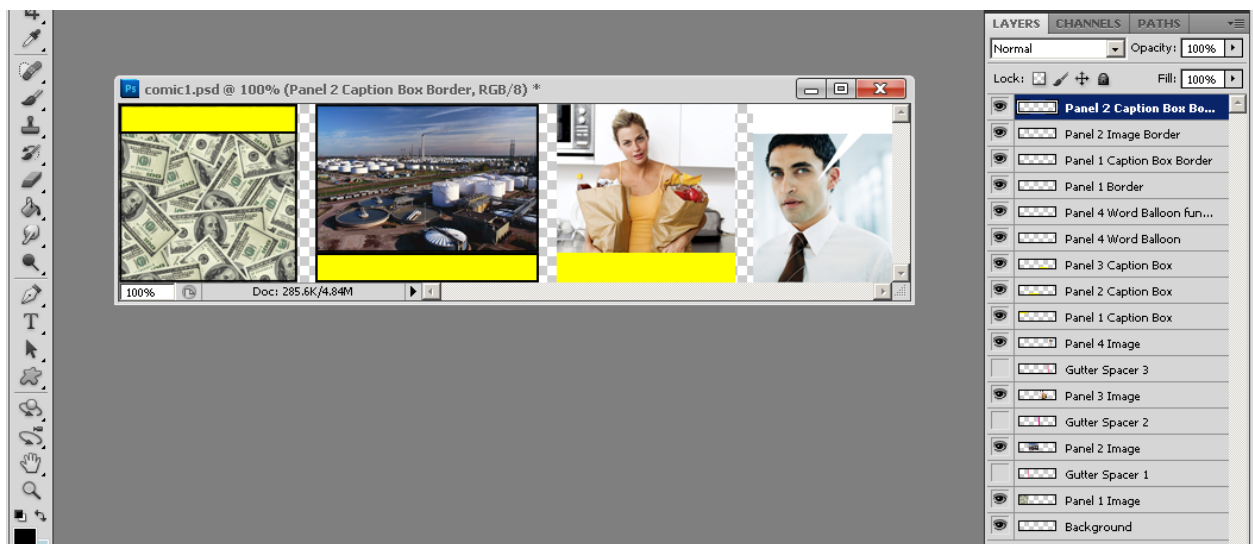 LAYERS CHANNELS PATHS
Normal Opacity: 100%
Lock: Fill: 100%
Ps comic1.psd @ 100% (Panel 2 Caption Box Border, RGB/8) *
100% Doc: 285.6K/4.84M
Panel 2 Caption Box Bo...
Panel 2 Image Border
Panel 1 Caption Box Border
Panel 1 Border
Panel 4 Word Balloon fun...
Panel 4 Word Balloon
Panel 3 Caption Box
Panel 2 Caption Box
Panel 1 Caption Box
Panel 4 Image
Gutter Spacer 3
Panel 3 Image
Gutter Spacer 2
Panel 2 Image
Gutter Spacer 1
Panel 1 Image
Background